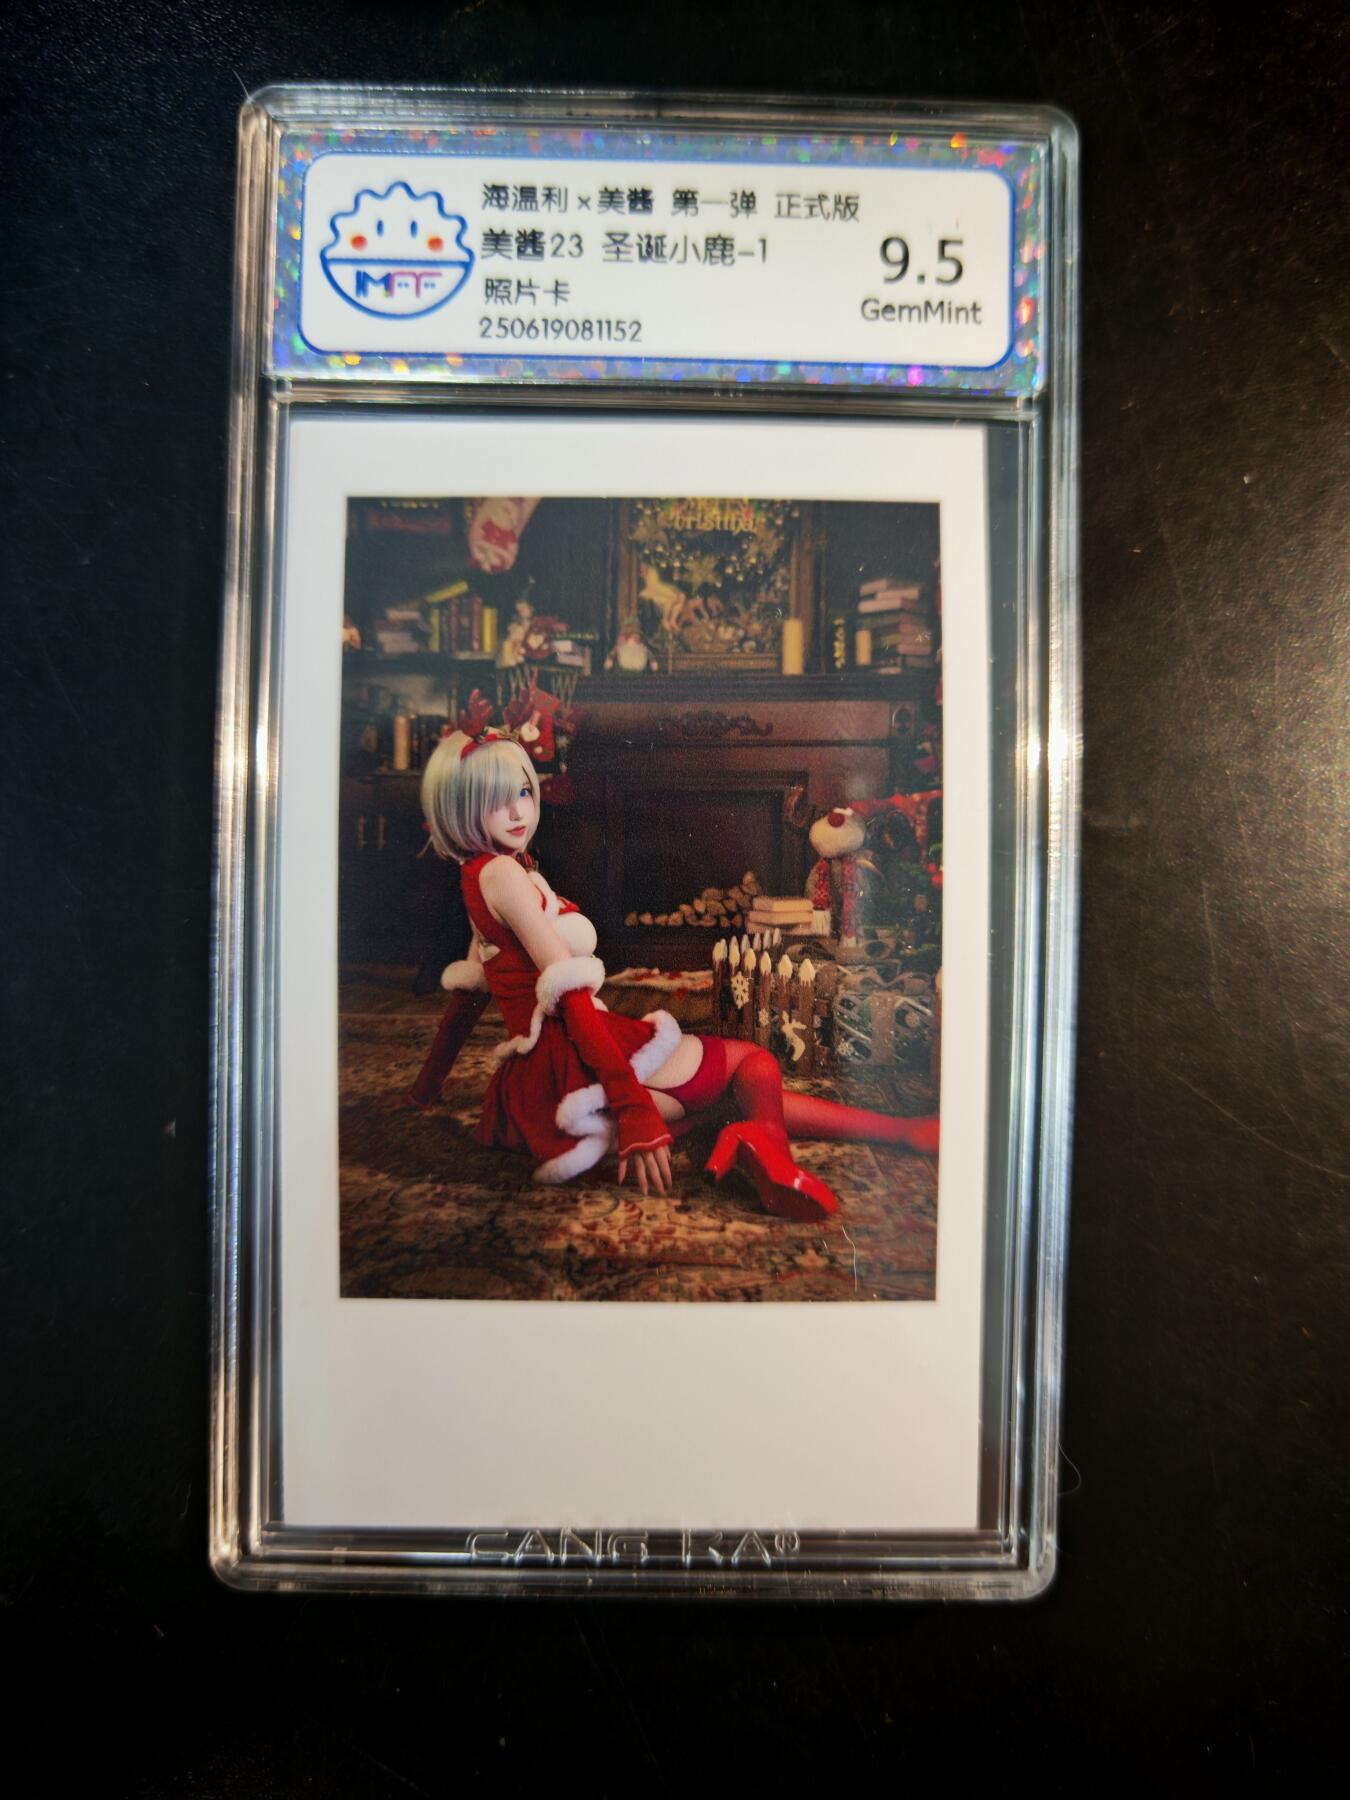 海温利×美酱 第一弹 正式版
美酱23 圣诞小鹿-1
照片卡
250619081152
9.5
GemMint
CANG KA®